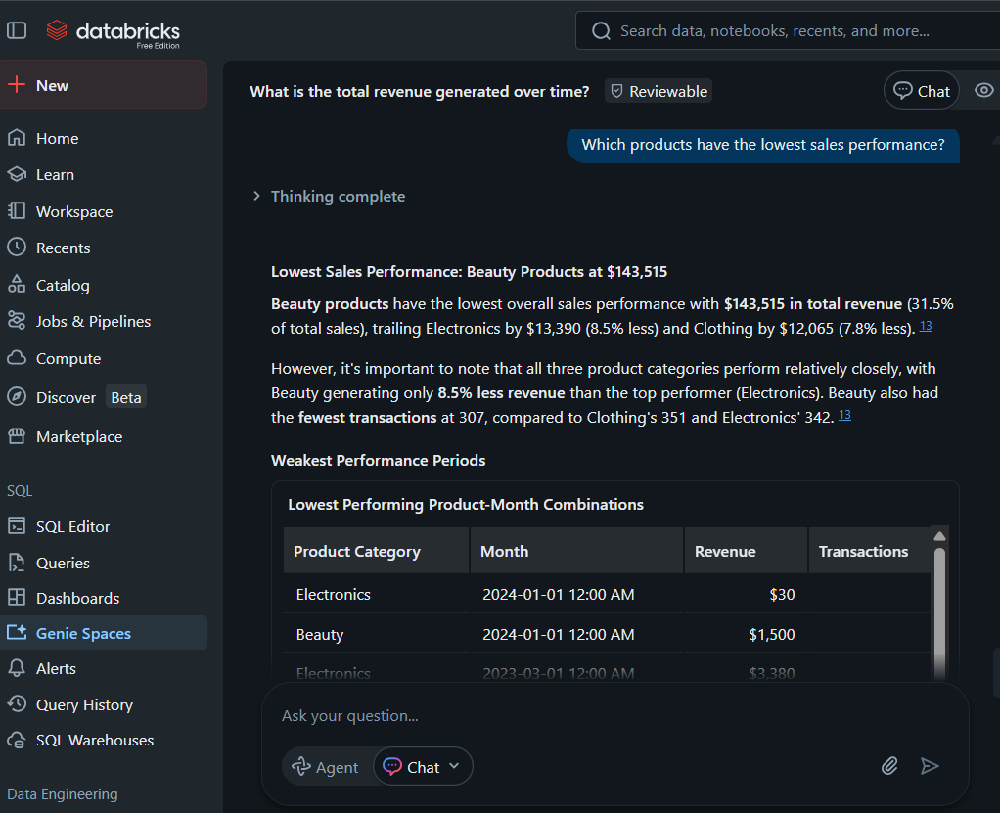 databricks
Free Edition
Search data, notebooks, recents, and more...
New
Home
Learn
Workspace
Recents
Catalog
Jobs & Pipelines
Compute
Discover Beta
Marketplace
SQL
SQL Editor
Queries
Dashboards
Genie Spaces
Alerts
Query History
SQL Warehouses
Data Engineering
What is the total revenue generated over time? Reviewable
Chat
Which products have the lowest sales performance?
Thinking complete
Lowest Sales Performance: Beauty Products at $143,515
Beauty products have the lowest overall sales performance with $143,515 in total revenue (31.5%
of total sales), trailing Electronics by $13,390 (8.5% less) and Clothing by $12,065 (7.8% less). 13
However, it's important to note that all three product categories perform relatively closely, with
Beauty generating only 8.5% less revenue than the top performer (Electronics). Beauty also had
the fewest transactions at 307, compared to Clothing's 351 and Electronics' 342. 13
Weakest Performance Periods
Lowest Performing Product-Month Combinations
Product Category Month Revenue Transactions
Electronics 2024-01-01 12:00 AM $30
Beauty 2024-01-01 12:00 AM $1,500
Electronics 2023-03-01 12:00 AM $3,380
Ask your question...
Agent Chat